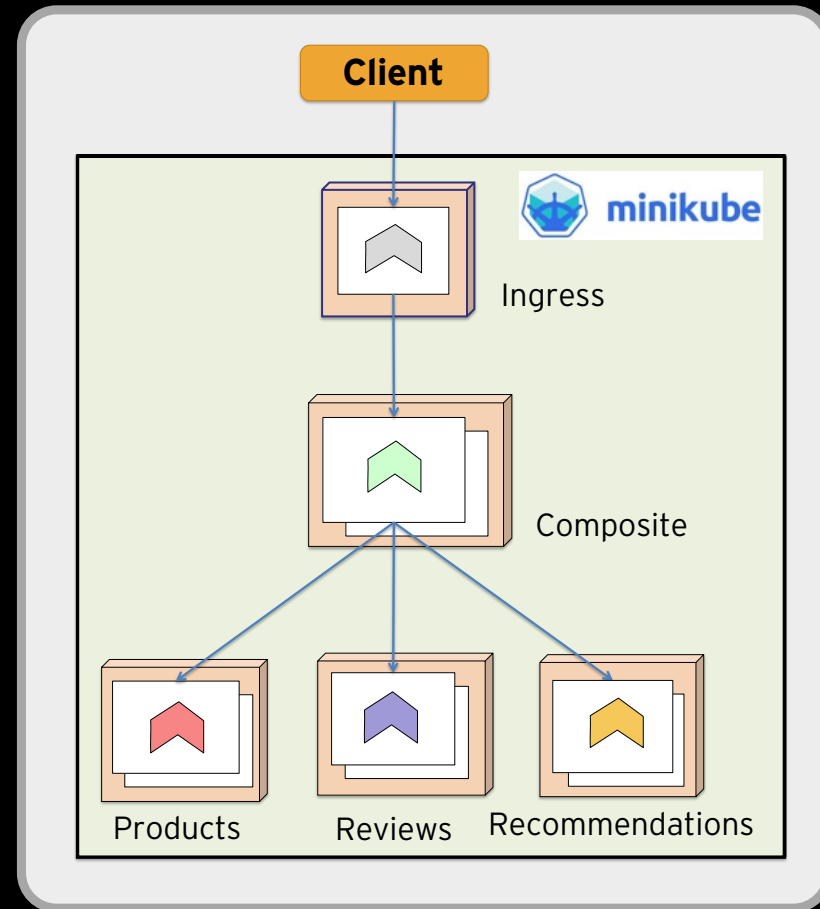 Client
minikube
Ingress
Composite
Products
Reviews
Recommendations